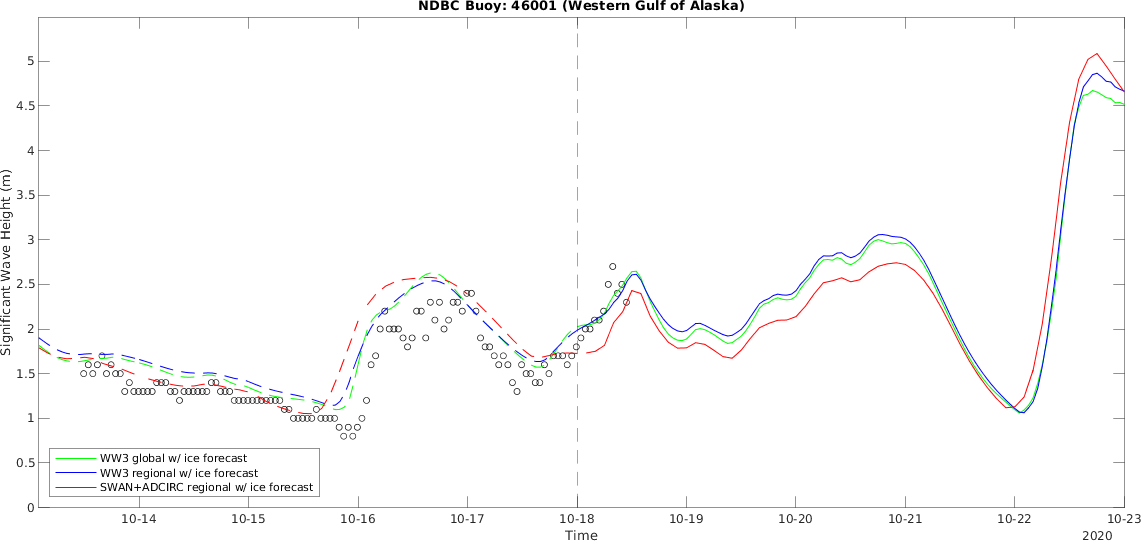 NDBC Buoy: 46001 (Western Gulf of Alaska)
Significant Wave Height (m)
5
4.5
4
3.5
3
2.5
2
1.5
1
0.5
0
WW3 global w/ ice forecast
WW3 regional w/ ice forecast
SWAN+ADCIRC regional w/ ice forecast
10-14 10-15 10-16 10-17 10-18 10-19 10-20 10-21 10-22 10-23
Time
2020